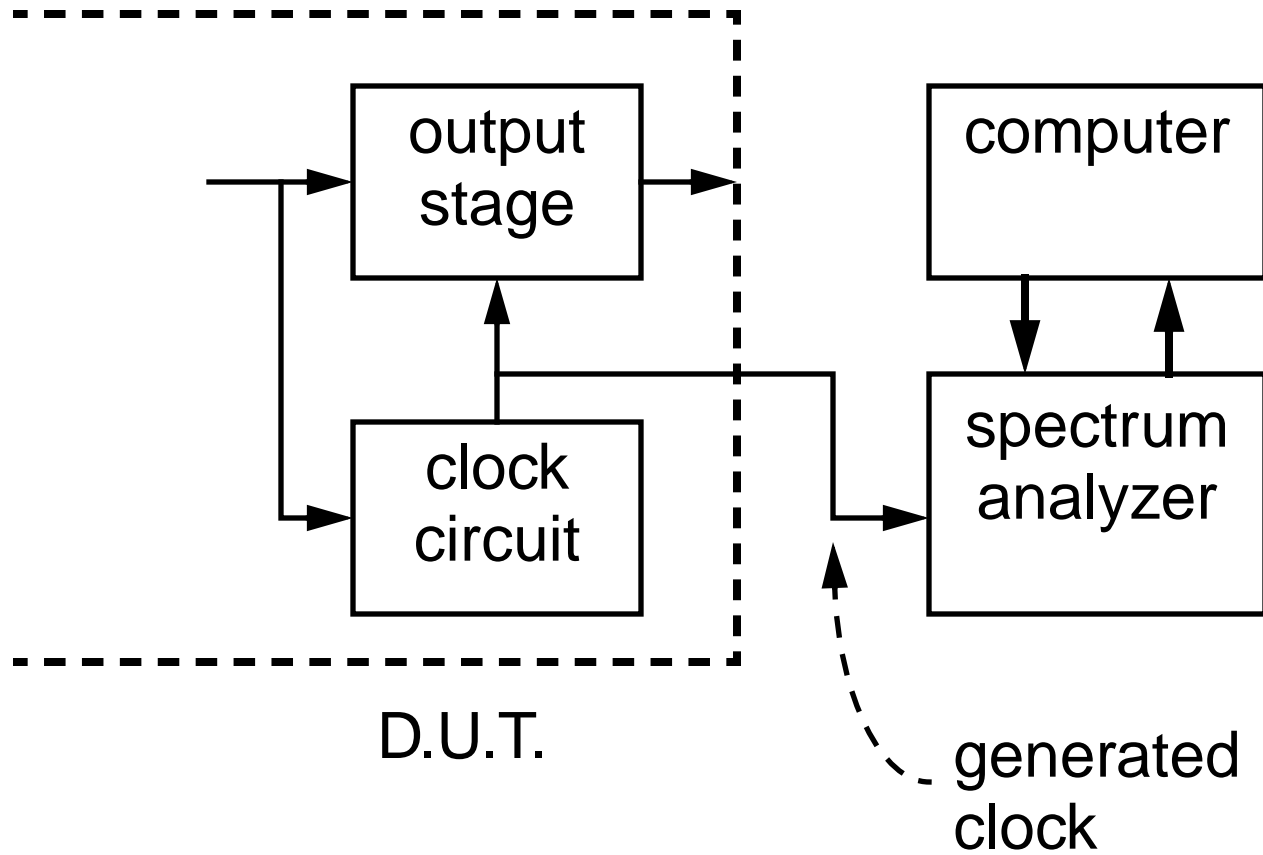 output
stage
computer
clock
circuit
spectrum
analyzer
D.U.T.
generated
clock